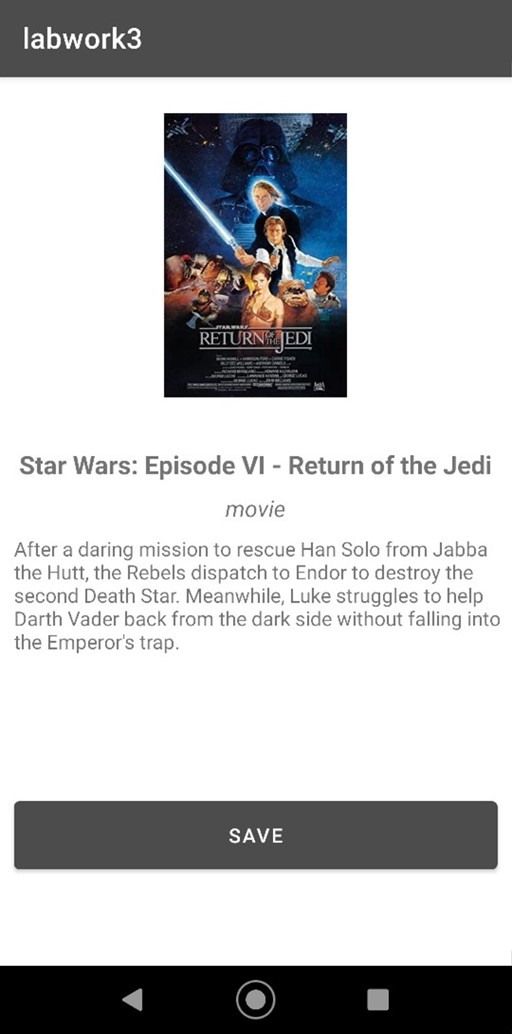 labwork3
STAR WARS
RETURN OF THE JEDI
Star Wars: Episode VI - Return of the Jedi
movie
After a daring mission to rescue Han Solo from Jabba
the Hutt, the Rebels dispatch to Endor to destroy the
second Death Star. Meanwhile, Luke struggles to help
Darth Vader back from the dark side without falling into
the Emperor's trap.
SAVE